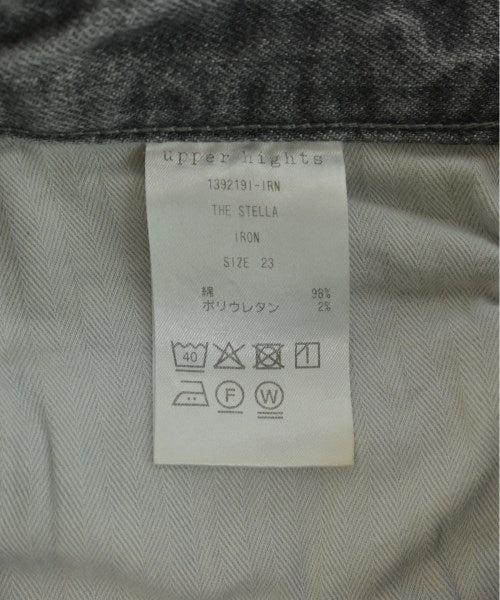 upper hights
1392191-IRN
THE STELLA
IRON
SIZE 23
綿 98%
ポリウレタン 2%
40
F W